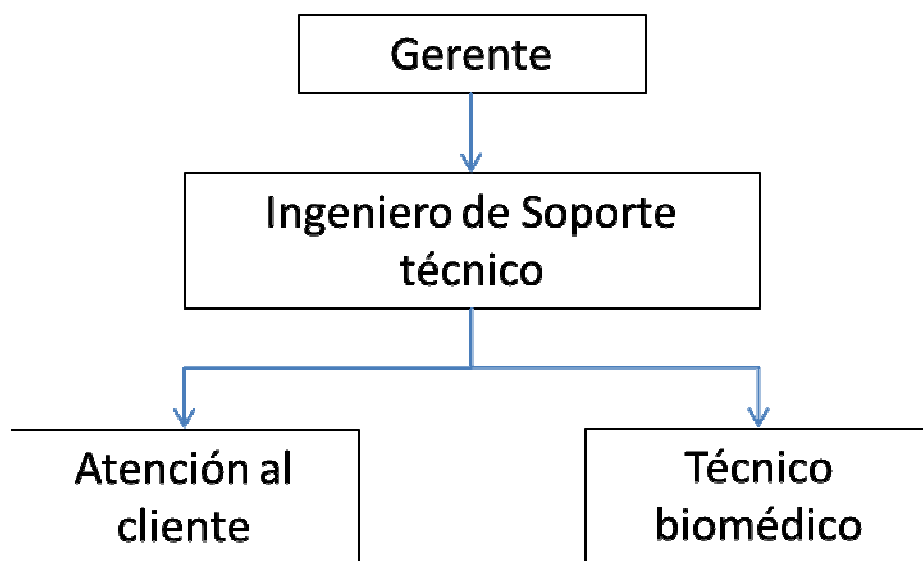 Gerente
Ingeniero de Soporte
técnico
Atención al
cliente
Técnico
biomédico